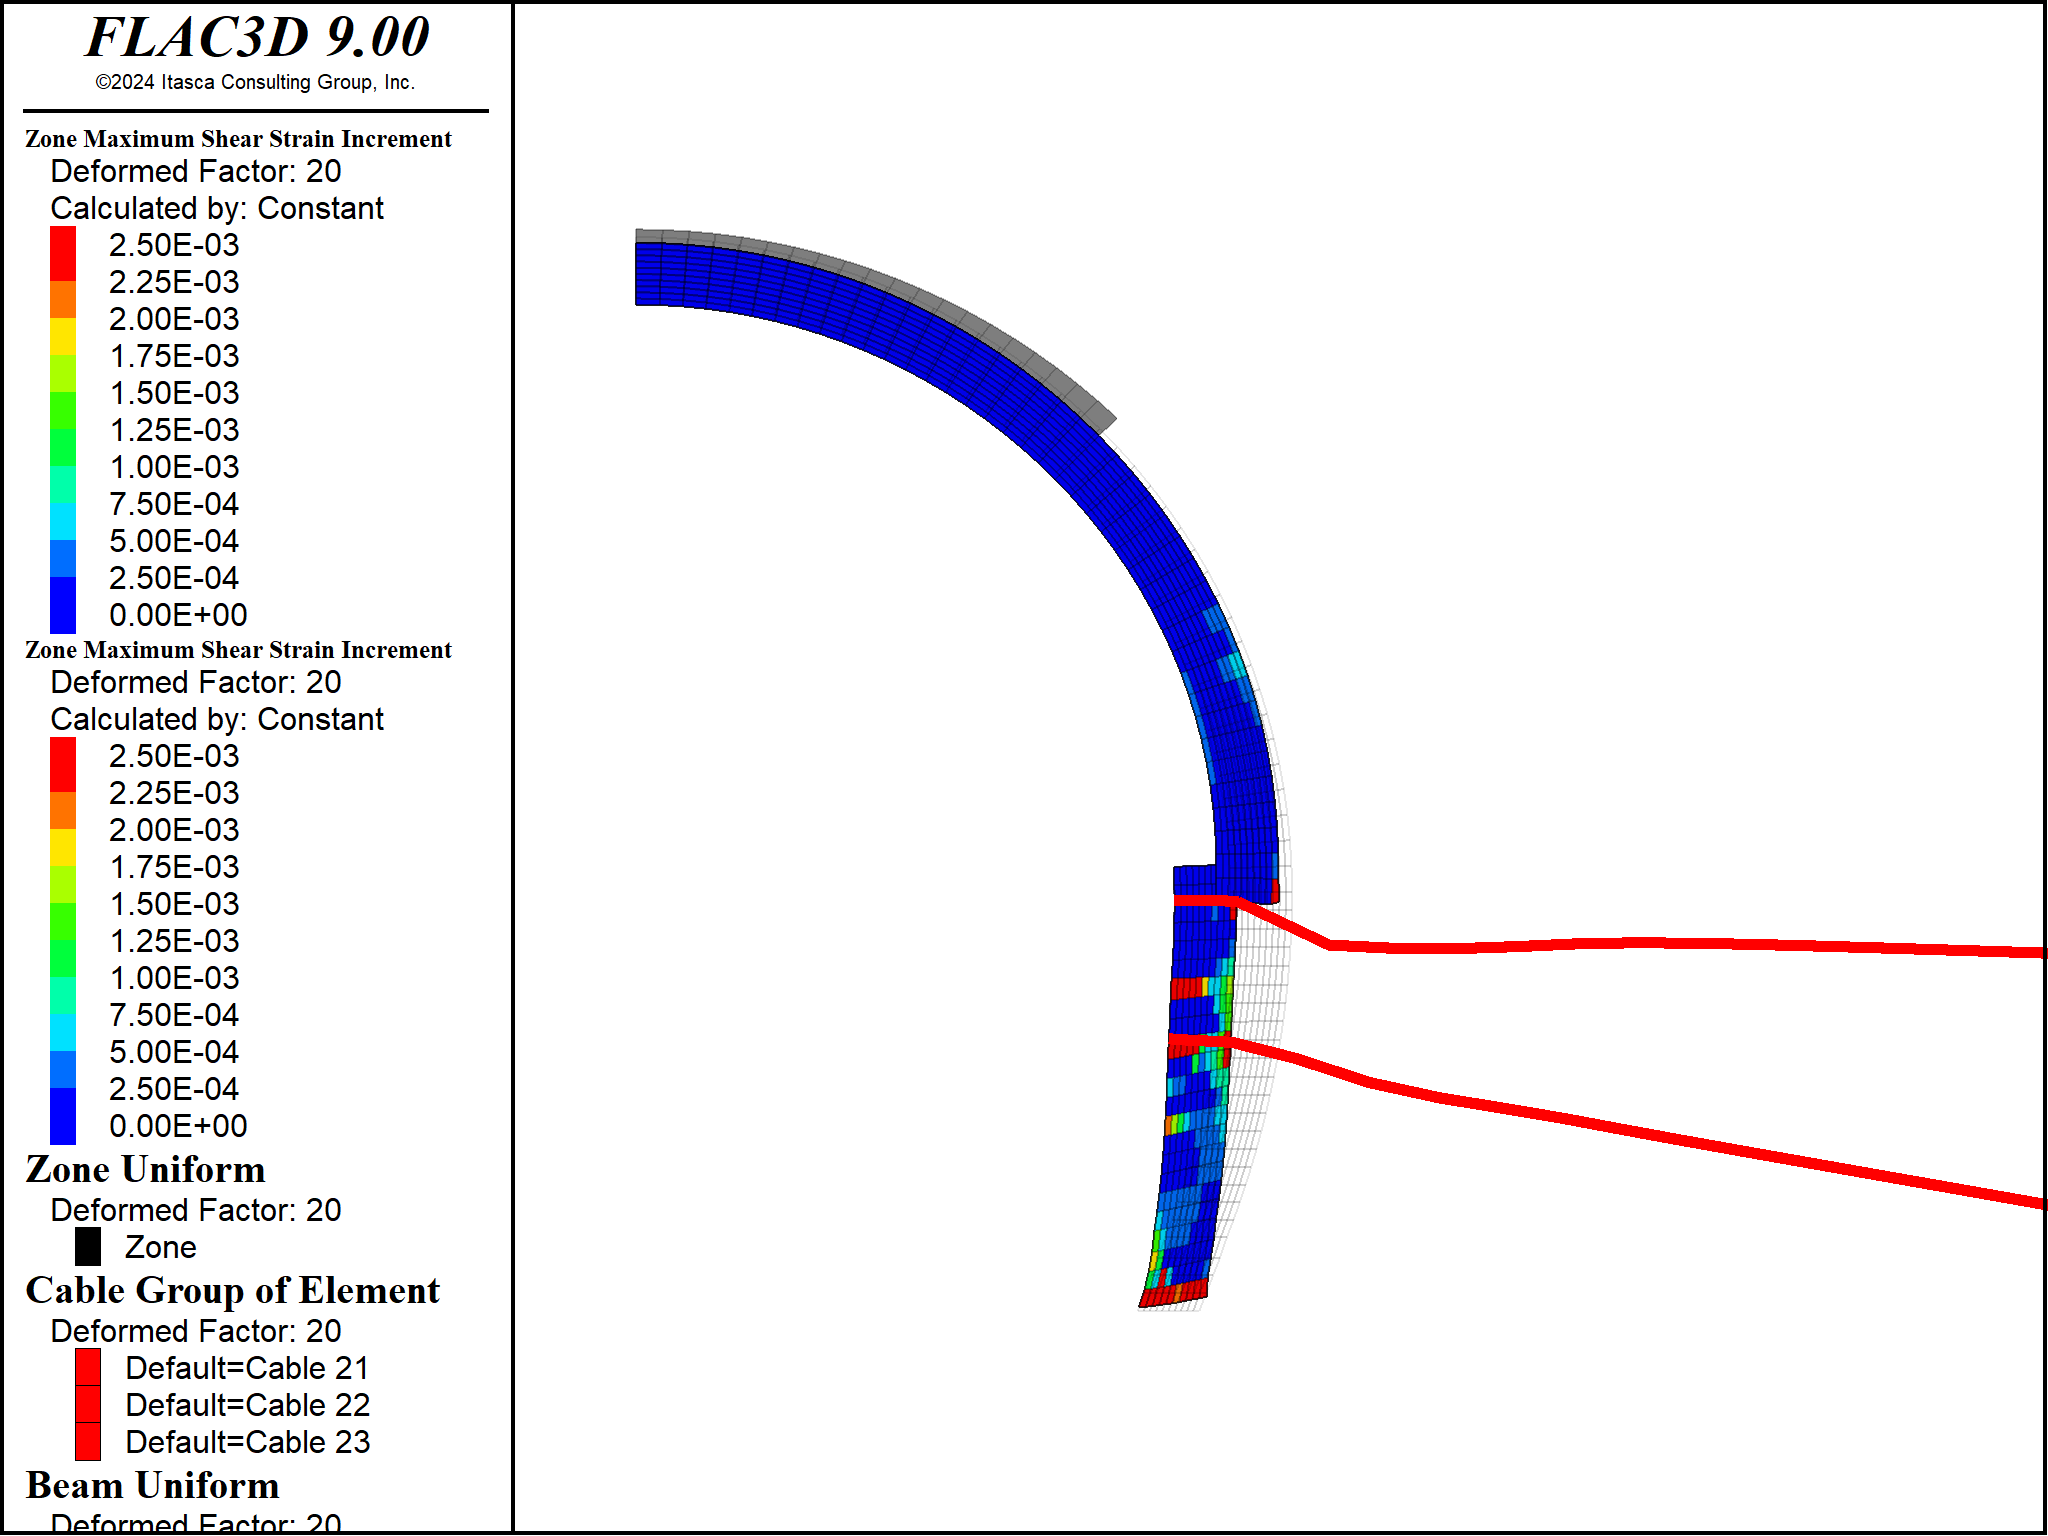 FLAC3D 9.00
©2024 Itasca Consulting Group, Inc.
Zone Maximum Shear Strain Increment
Deformed Factor: 20
Calculated by: Constant
2.50E-03
2.25E-03
2.00E-03
1.75E-03
1.50E-03
1.25E-03
1.00E-03
7.50E-04
5.00E-04
2.50E-04
0.00E+00
Zone Maximum Shear Strain Increment
Deformed Factor: 20
Calculated by: Constant
2.50E-03
2.25E-03
2.00E-03
1.75E-03
1.50E-03
1.25E-03
1.00E-03
7.50E-04
5.00E-04
2.50E-04
0.00E+00
Zone Uniform
Deformed Factor: 20
Zone
Cable Group of Element
Deformed Factor: 20
Default=Cable 21
Default=Cable 22
Default=Cable 23
Beam Uniform
Deformed Factor: 20